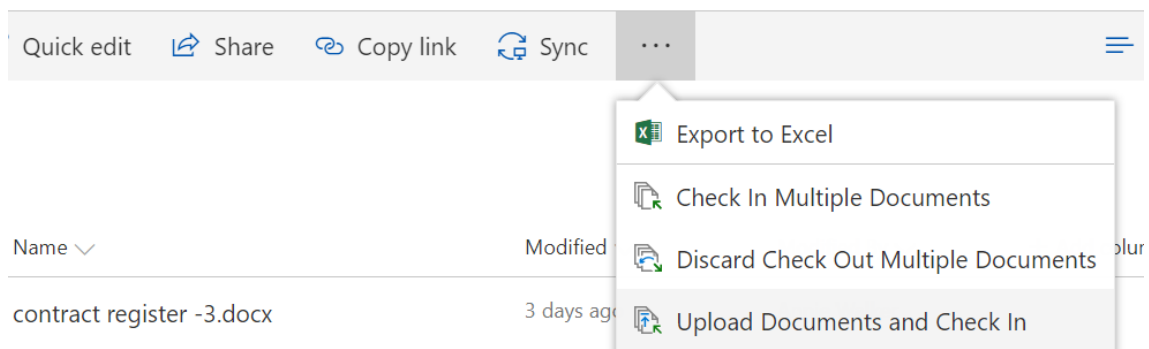 Quick edit Share Copy link Sync ...
Export to Excel
Check In Multiple Documents
Name Modified
Discard Check Out Multiple Documents
contract register -3.docx 3 days ago
Upload Documents and Check In